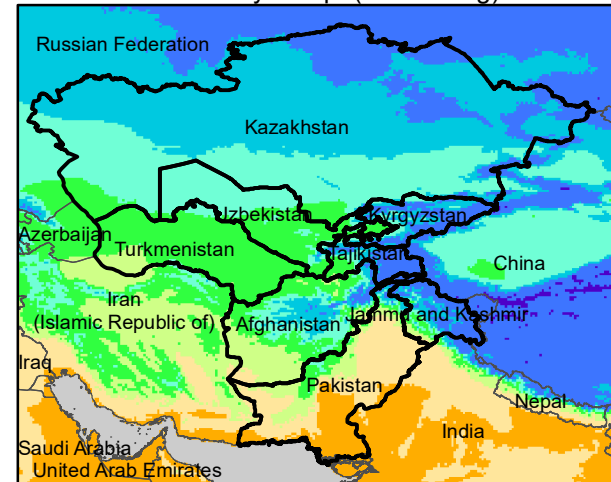 Russian Federation
Kazakhstan
Uzbekistan
Kyrgyzstan
Azerbaijan
Turkmenistan
Tajikistan
China
Iran
(Islamic Republic of)
Afghanistan
Jammu and Kashmir
Iraq
Pakistan
Nepal
India
Saudi Arabia
United Arab Emirates